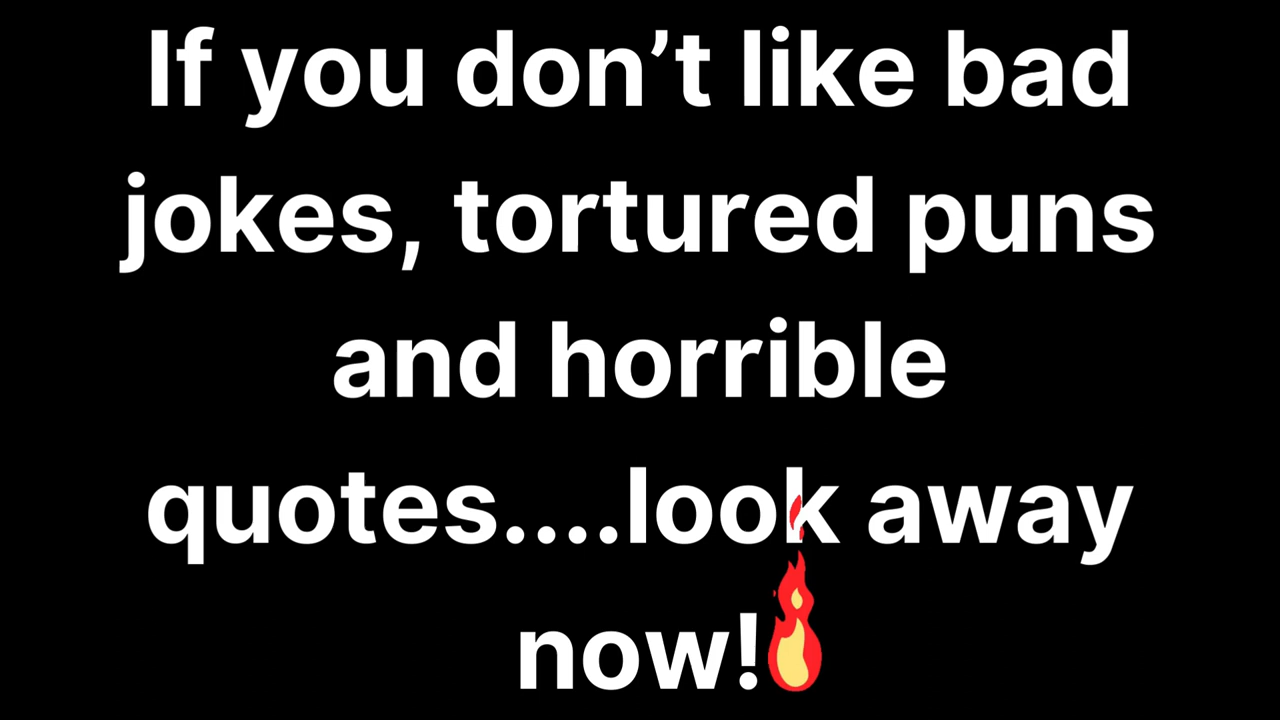 If you don’t like bad
jokes, tortured puns
and horrible
quotes....look away
now!